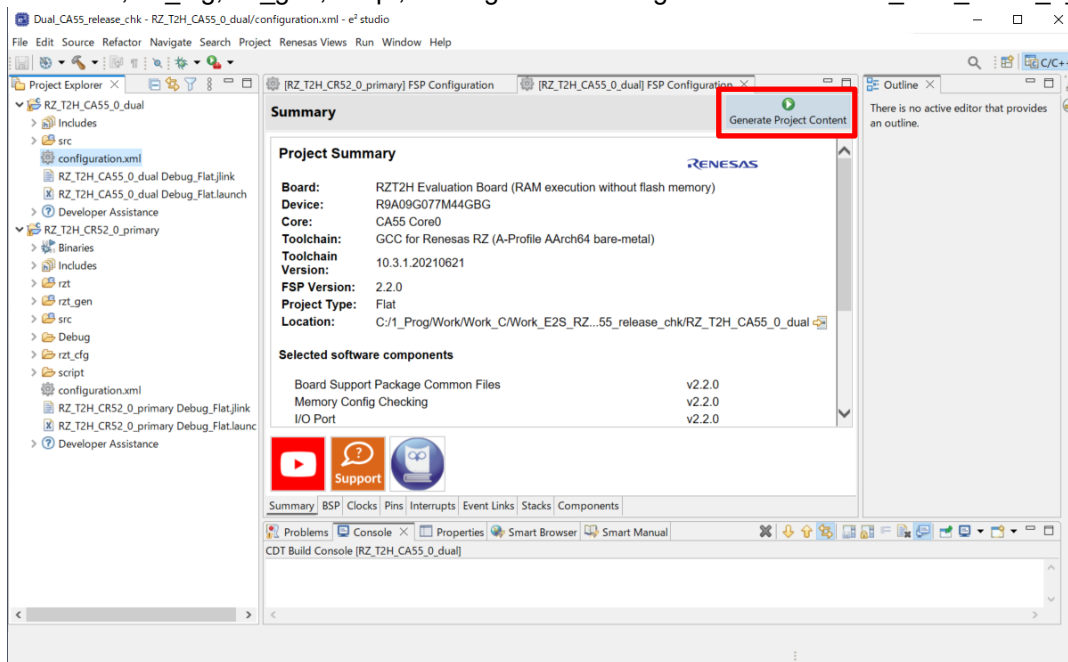 Dual_CA55_release_chk - RZ_T2H_CA55_0_dual/configuration.xml - e² studio
File Edit Source Refactor Navigate Search Project Renesas Views Run Window Help
C/C++
Project Explorer
RZ_T2H_CA55_0_dual
Includes
src
configuration.xml
RZ_T2H_CA55_0_dual Debug_Flat.jlink
RZ_T2H_CA55_0_dual Debug_Flat.launch
Developer Assistance
RZ_T2H_CR52_0_primary
Binaries
Includes
rzt
rzt_gen
src
Debug
rzt_cfg
script
configuration.xml
RZ_T2H_CR52_0_primary Debug_Flat.jlink
RZ_T2H_CR52_0_primary Debug_Flat.launc
Developer Assistance
[RZ_T2H_CR52_0_primary] FSP Configuration
[RZ_T2H_CA55_0_dual] FSP Configuration
Summary
Generate Project Content
Project Summary
RENESAS
Board: RZT2H Evaluation Board (RAM execution without flash memory)
Device: R9A09G077M44GBG
Core: CA55 Core0
Toolchain: GCC for Renesas RZ (A-Profile AArch64 bare-metal)
Toolchain Version: 10.3.1.20210621
FSP Version: 2.2.0
Project Type: Flat
Location: C:/1_Prog/Work/Work_C/Work_E2S_RZ...55_release_chk/RZ_T2H_CA55_0_dual
Selected software components
Board Support Package Common Files v2.2.0
Memory Config Checking v2.2.0
I/O Port v2.2.0
Support
Summary BSP Clocks Pins Interrupts Event Links Stacks Components
Outline
There is no active editor that provides
an outline.
Problems Console Properties Smart Browser Smart Manual
CDT Build Console [RZ_T2H_CA55_0_dual]